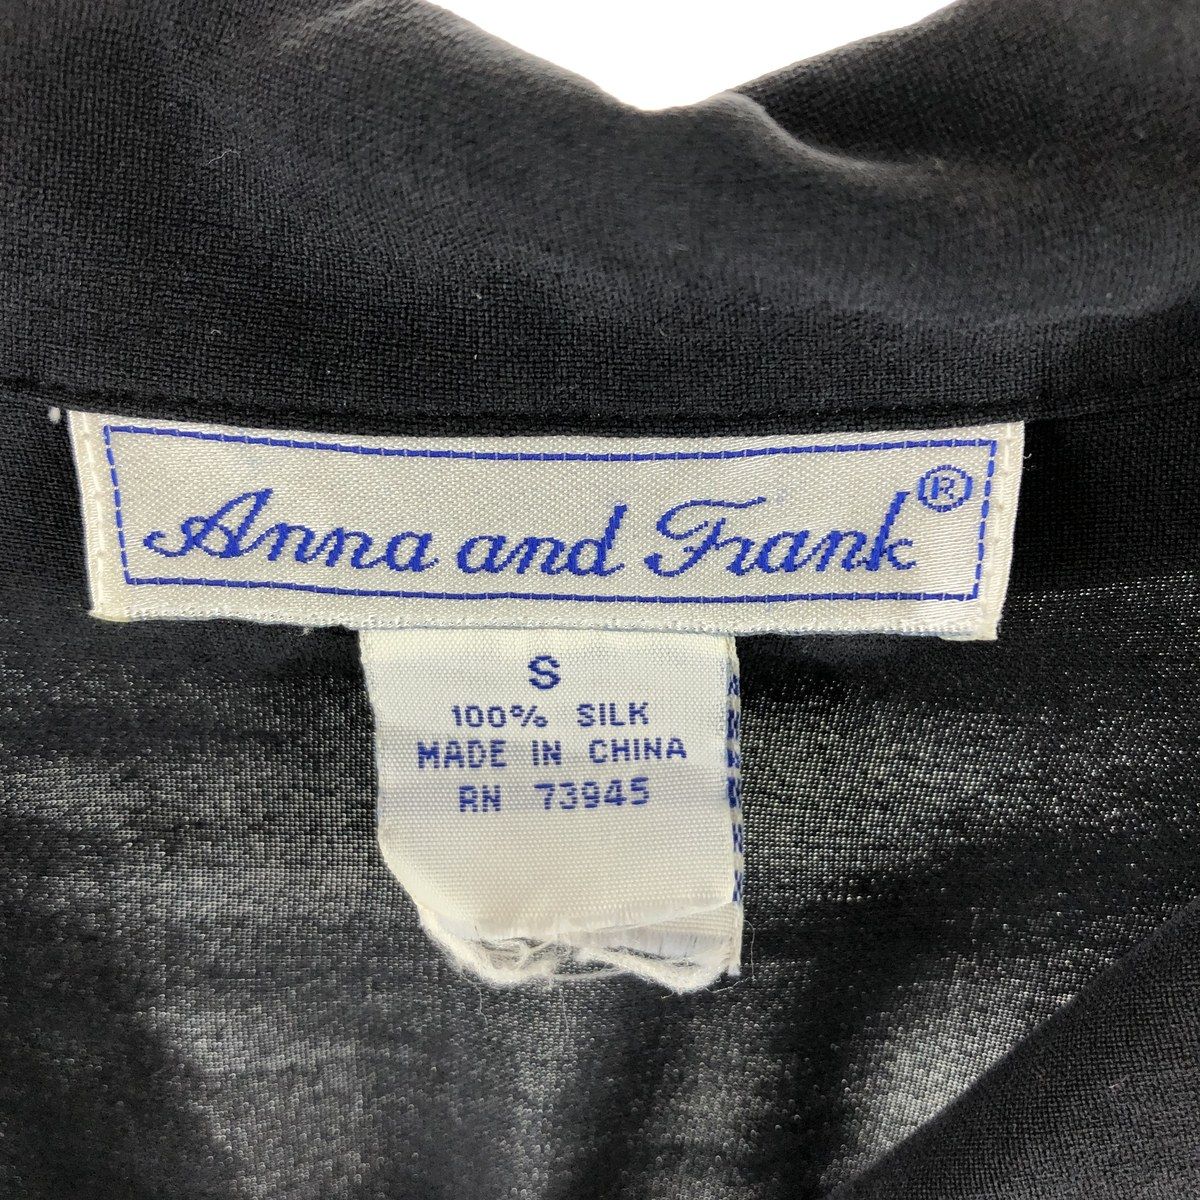 Anna and Frank®
S
100% SILK
MADE IN CHINA
RN 73945